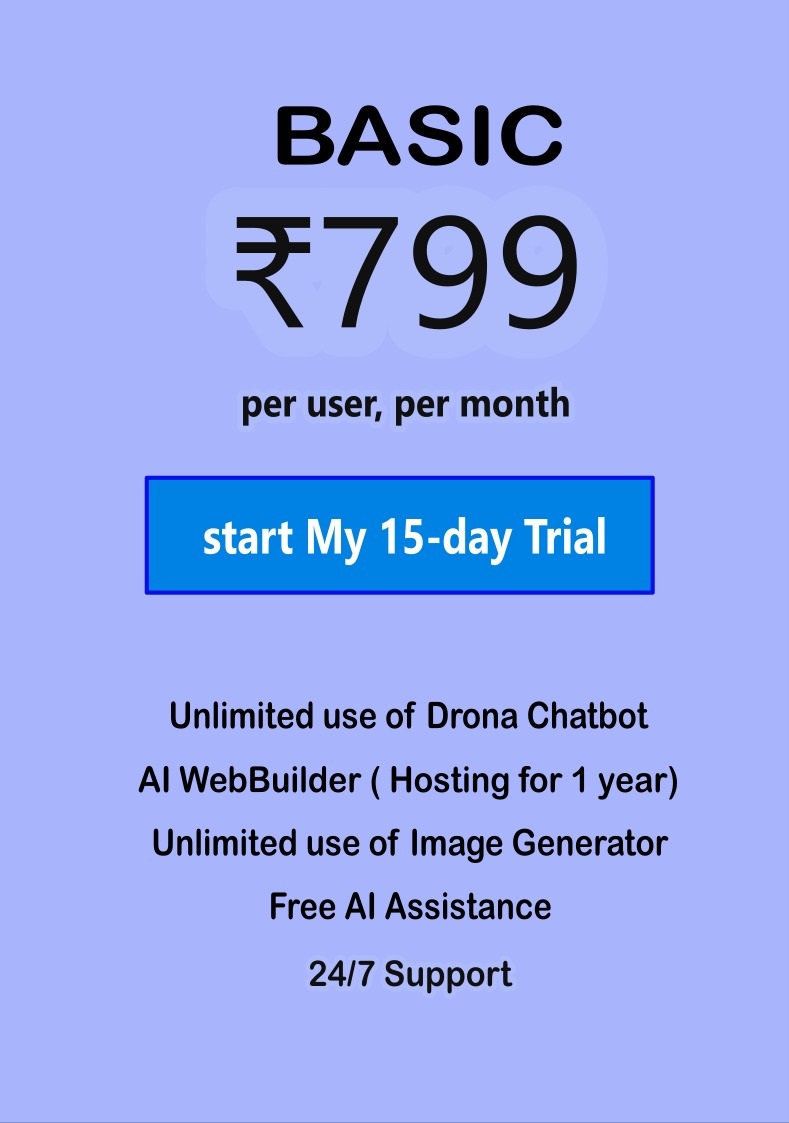 BASIC
₹799
per user, per month
start My 15-day Trial
Unlimited use of Drona Chatbot
AI WebBuilder ( Hosting for 1 year)
Unlimited use of Image Generator
Free AI Assistance
24/7 Support